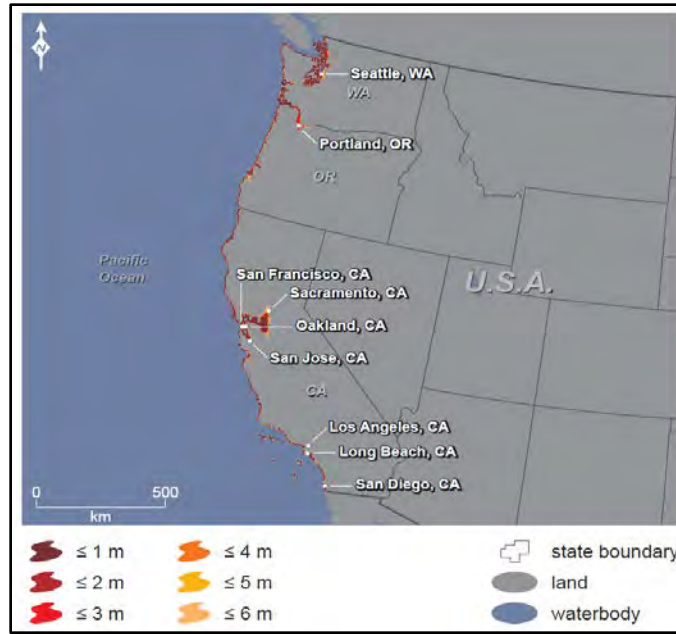 N
Seattle, WA
WA
Portland, OR
OR
Pacific
Ocean
San Francisco, CA
U.S.A.
Sacramento, CA
Oakland, CA
San Jose, CA
CA
Los Angeles, CA
Long Beach, CA
San Diego, CA
0 500
km
≤ 1 m ≤ 4 m state boundary
≤ 2 m ≤ 5 m land
≤ 3 m ≤ 6 m waterbody